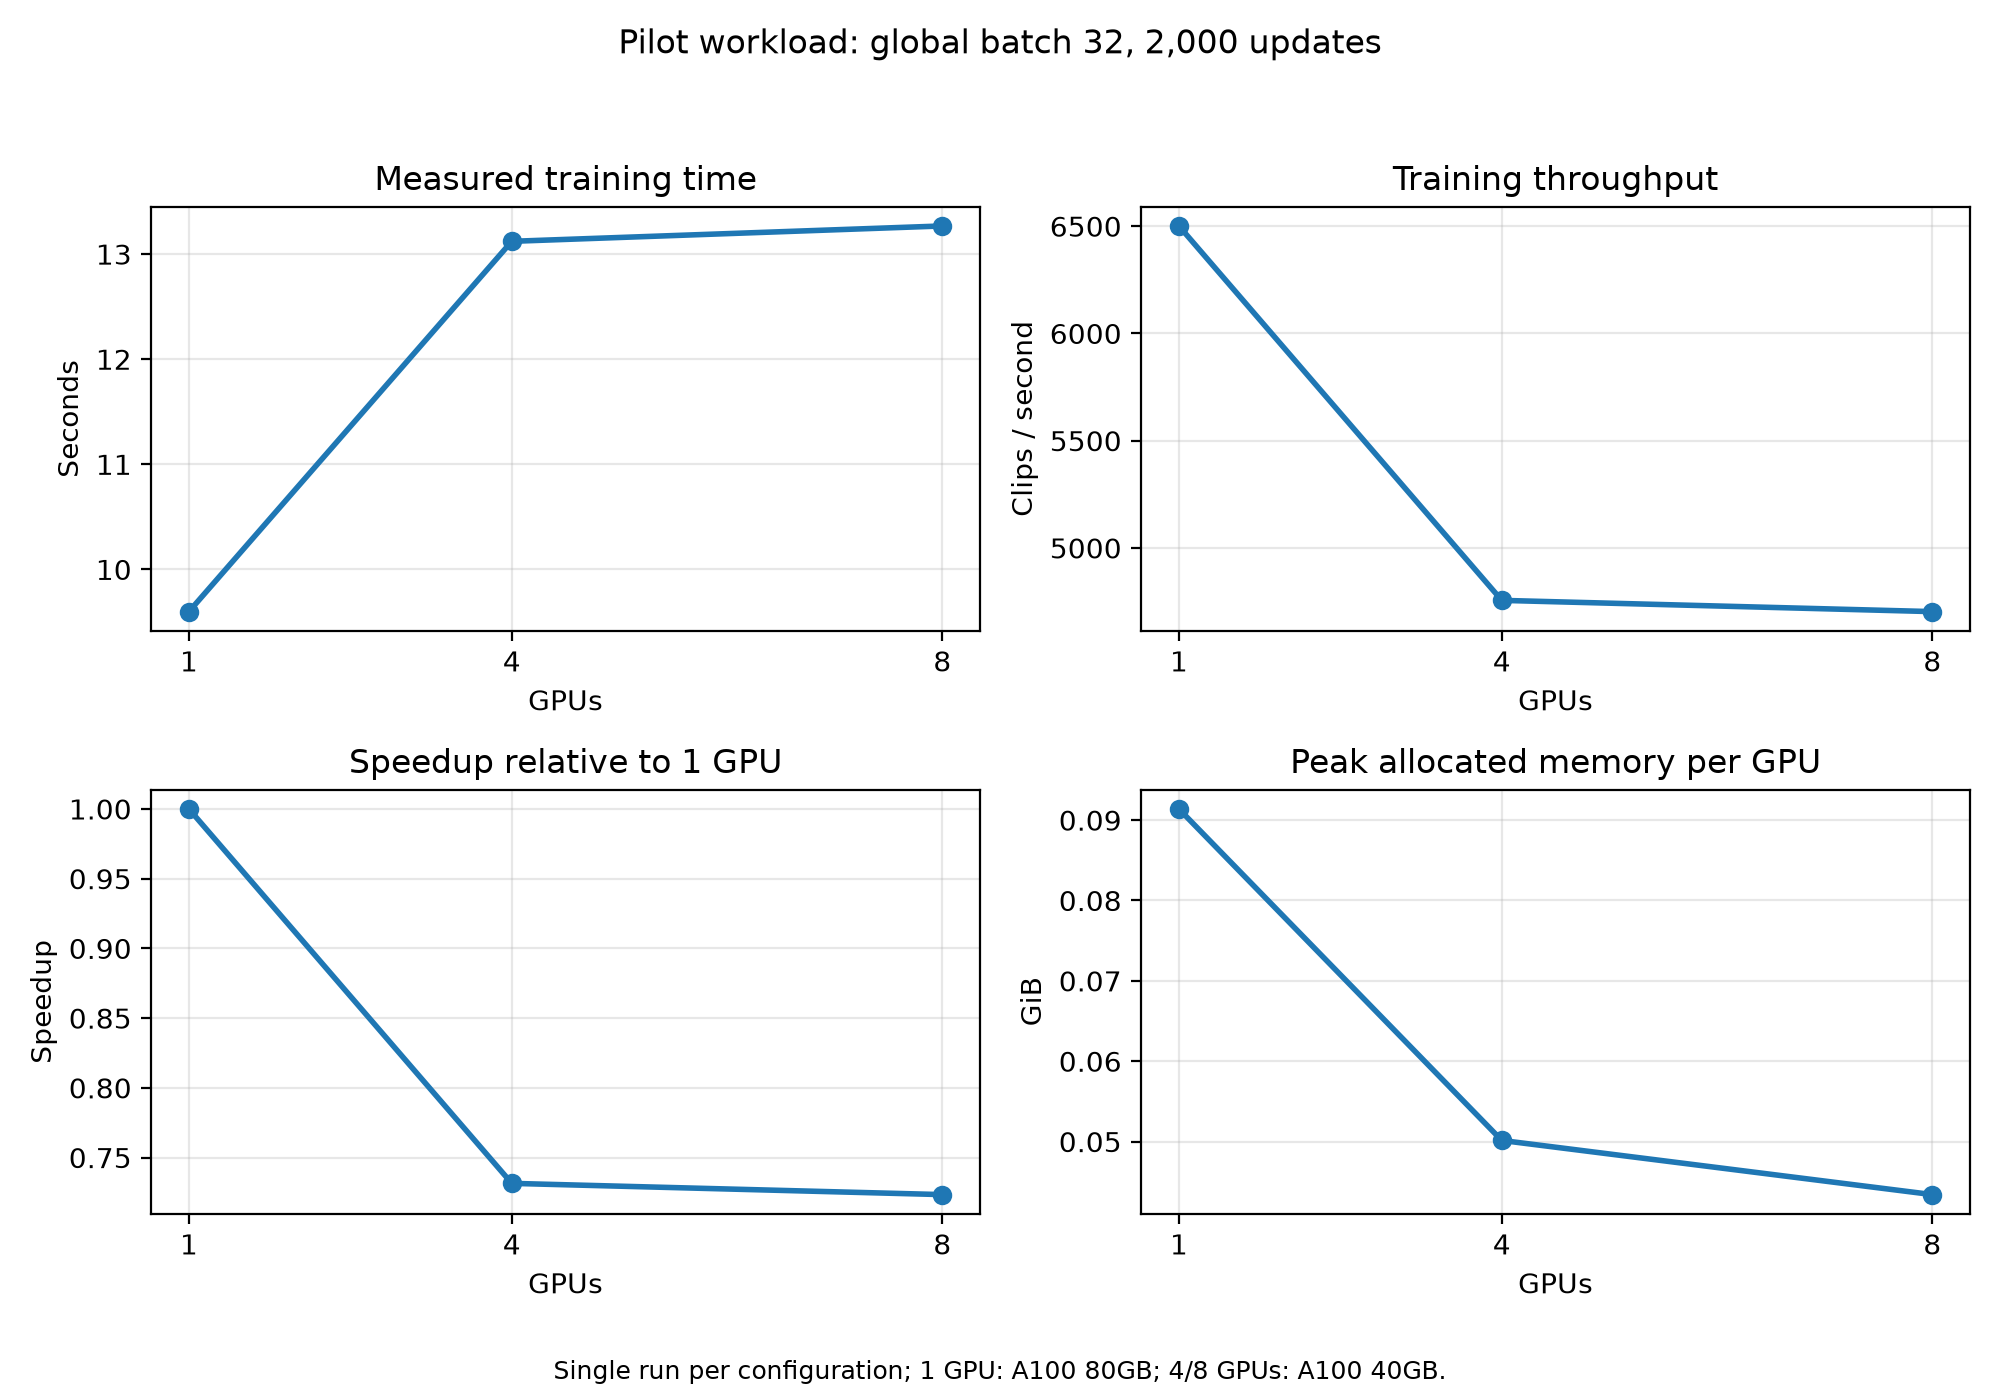 Pilot workload: global batch 32, 2,000 updates
Measured training time
Seconds
13
12
11
10
1 4 8
GPUs
Training throughput
Clips / second
6500
6000
5500
5000
1 4 8
GPUs
Speedup relative to 1 GPU
Speedup
1.00
0.95
0.90
0.85
0.80
0.75
1 4 8
GPUs
Peak allocated memory per GPU
GiB
0.09
0.08
0.07
0.06
0.05
1 4 8
GPUs
Single run per configuration; 1 GPU: A100 80GB; 4/8 GPUs: A100 40GB.